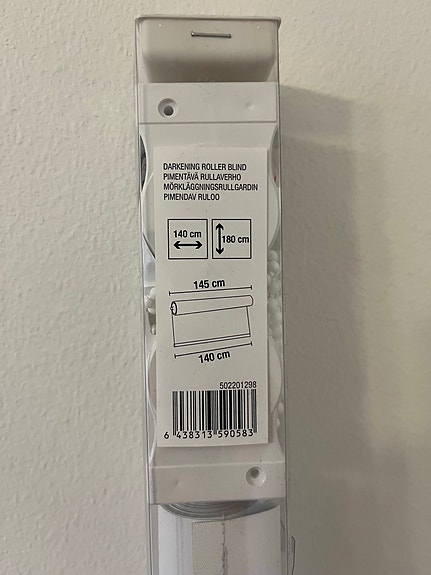 DARKENING ROLLER BLIND
PIMENTÄVÄ RULLAVERHO
MÖRKLÄGGNINGSRULLGARDIN
PIMENDAV RULOO
140 cm
180 cm
145 cm
140 cm
502201298
6 438313 590583